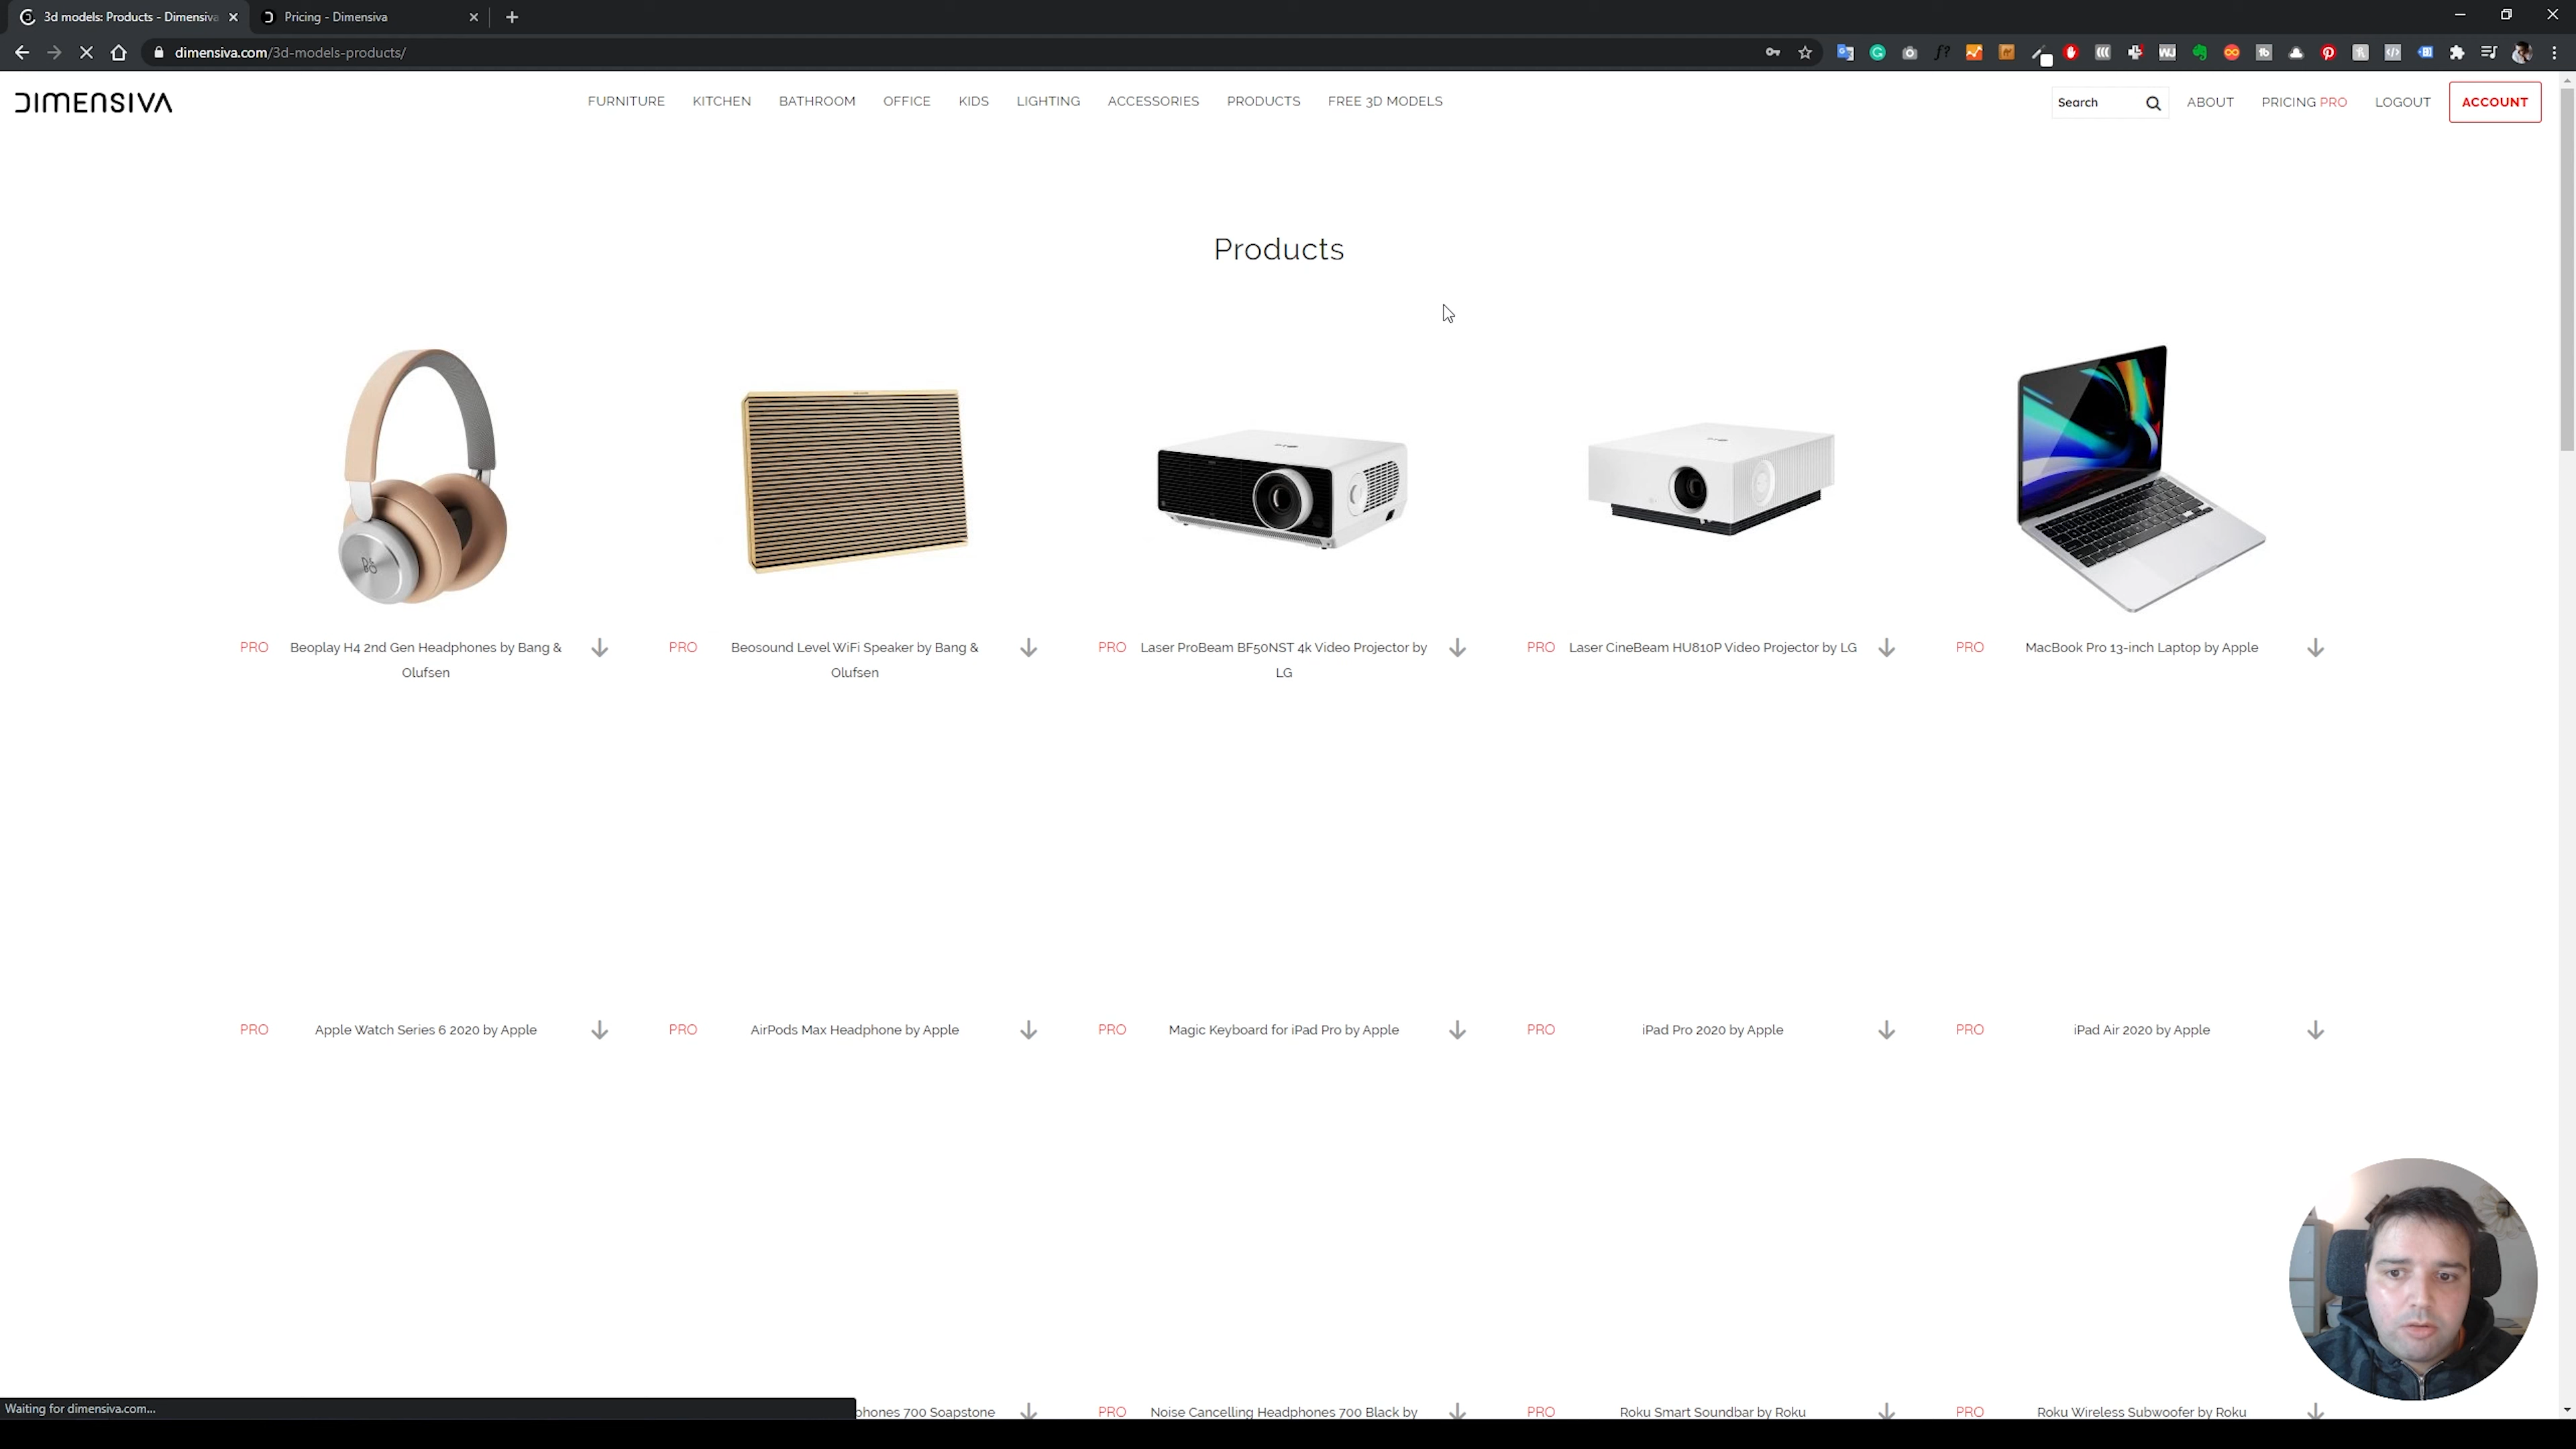 3d models: Products - Dimensiva
Pricing - Dimensiva
dimensiva.com/3d-models-products/
DIMENSIVA
FURNITURE KITCHEN BATHROOM OFFICE KIDS LIGHTING ACCESSORIES PRODUCTS FREE 3D MODELS
Search ABOUT PRICING PRO LOGOUT ACCOUNT
Products
PRO Beoplay H4 2nd Gen Headphones by Bang &
Olufsen
PRO Beosound Level WiFi Speaker by Bang &
Olufsen
PRO Laser ProBeam BF50NST 4k Video Projector by
LG
PRO Laser CineBeam HU810P Video Projector by LG
PRO MacBook Pro 13-inch Laptop by Apple
PRO Apple Watch Series 6 2020 by Apple
PRO AirPods Max Headphone by Apple
PRO Magic Keyboard for iPad Pro by Apple
PRO iPad Pro 2020 by Apple
PRO iPad Air 2020 by Apple
phones 700 Soapstone
PRO Noise Cancelling Headphones 700 Black by
PRO Roku Smart Soundbar by Roku
PRO Roku Wireless Subwoofer by Roku
Waiting for dimensiva.com...